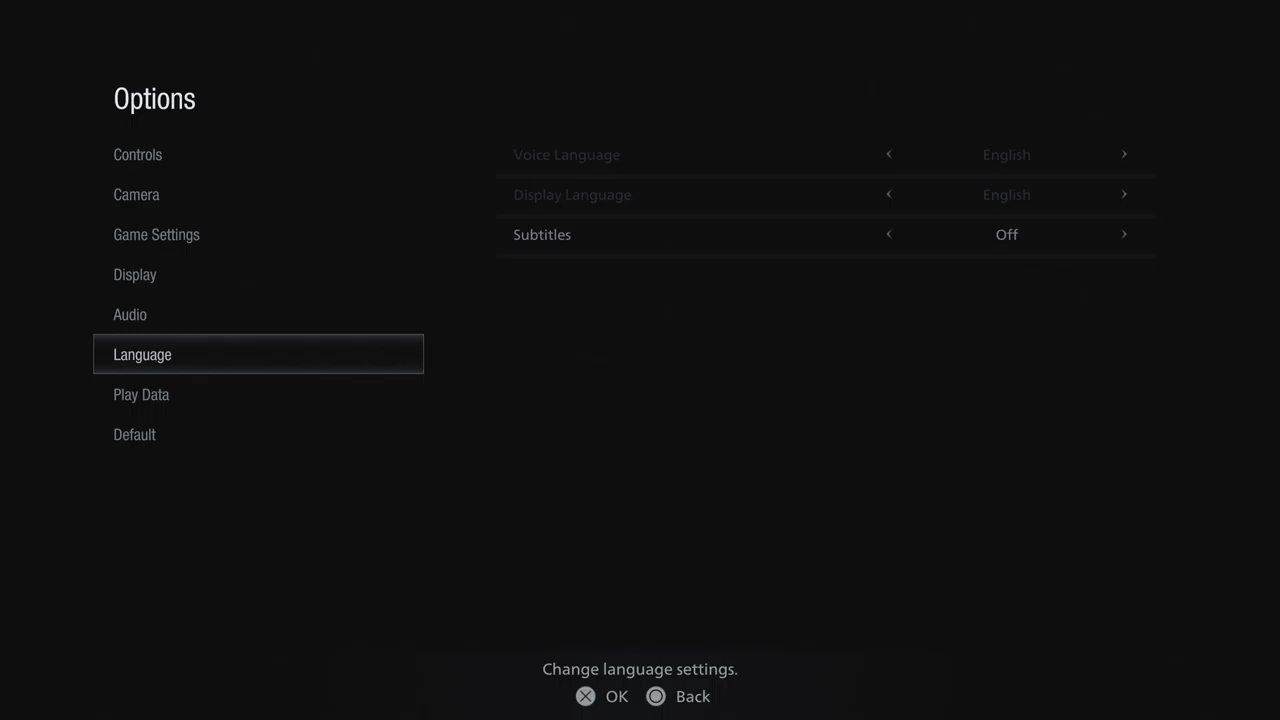 Options
Controls
Camera
Game Settings
Display
Audio
Language
Play Data
Default
Voice Language English
Display Language English
Subtitles Off
Change language settings.
OK Back